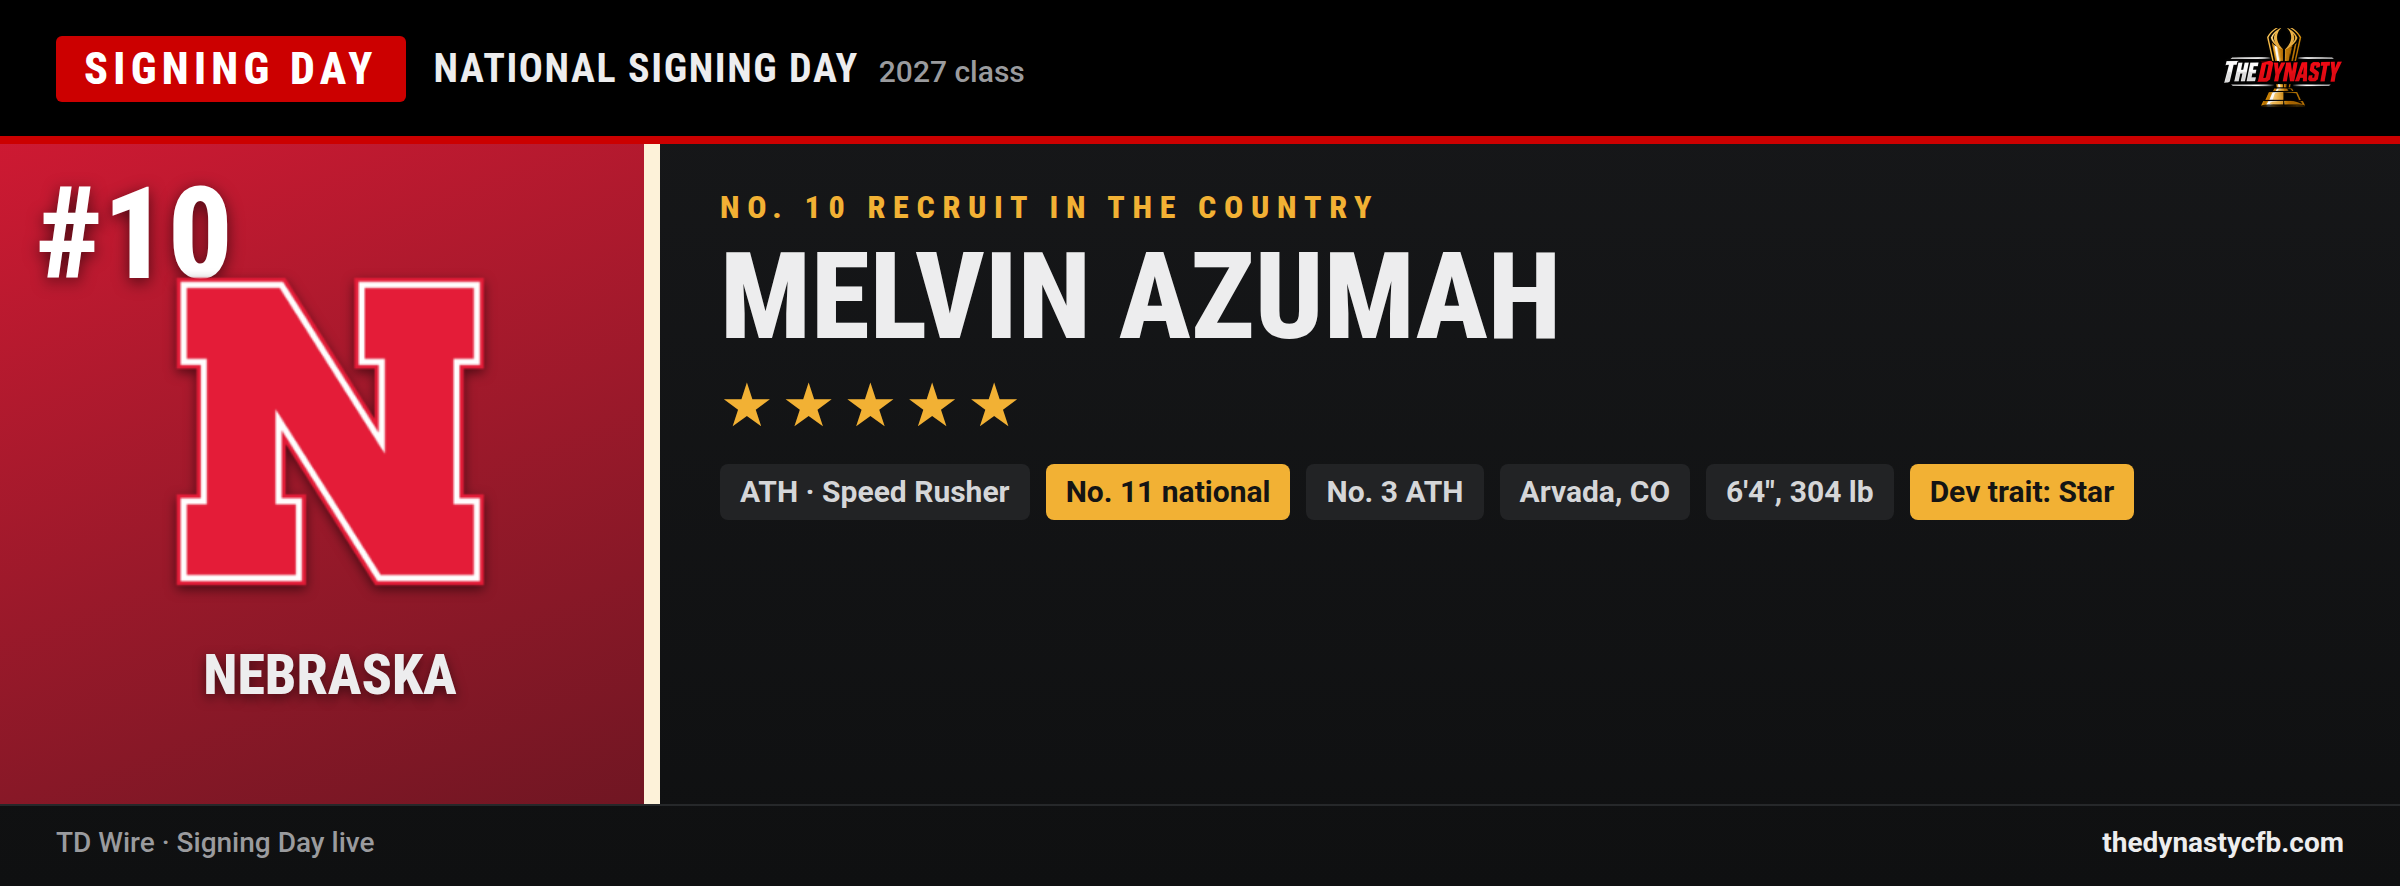 SIGNING DAY NATIONAL SIGNING DAY 2027 class
THE DYNASTY
#10
N
NEBRASKA
NO. 10 RECRUIT IN THE COUNTRY
MELVIN AZUMAH
★★★★★
ATH · Speed Rusher No. 11 national No. 3 ATH Arvada, CO 6'4", 304 lb Dev trait: Star
TD Wire · Signing Day live
thedynastycfb.com